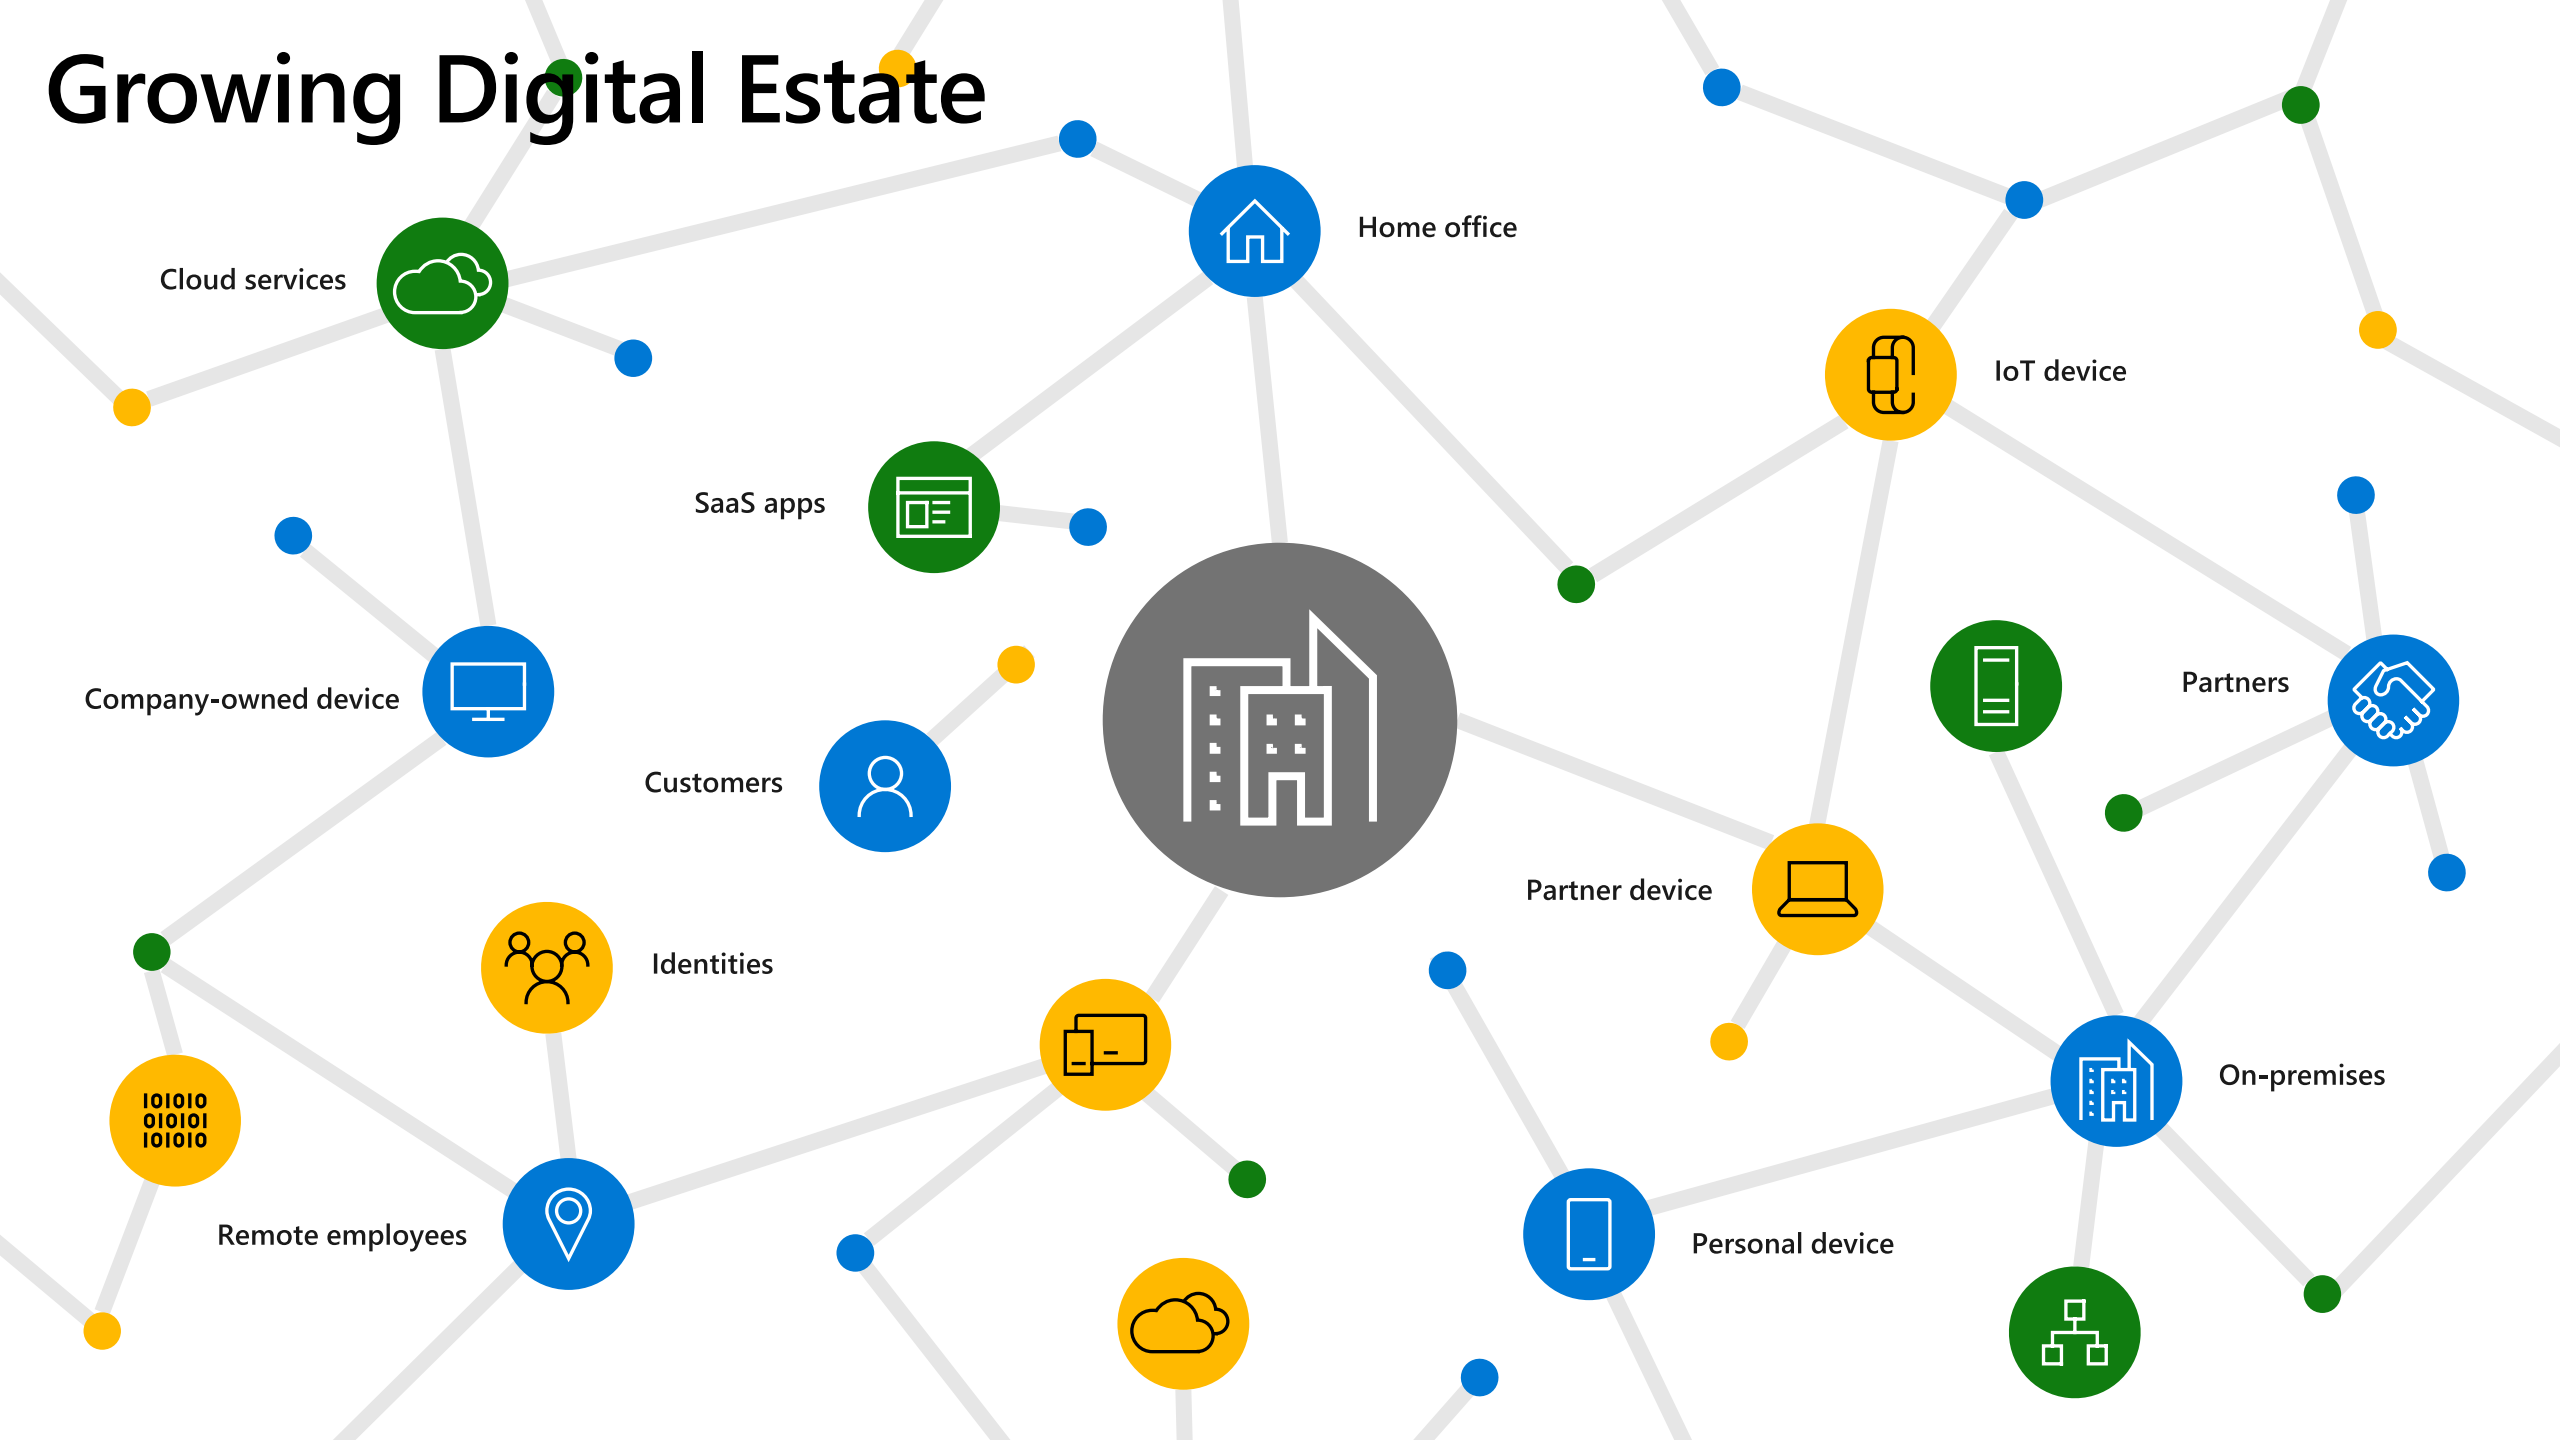 Growing Digital Estate
Home office
Cloud services
IoT device
SaaS apps
Partners
Company-owned device
Customers
Partner device
Identities
On-premises
101010
010101
101010
Remote employees
Personal device